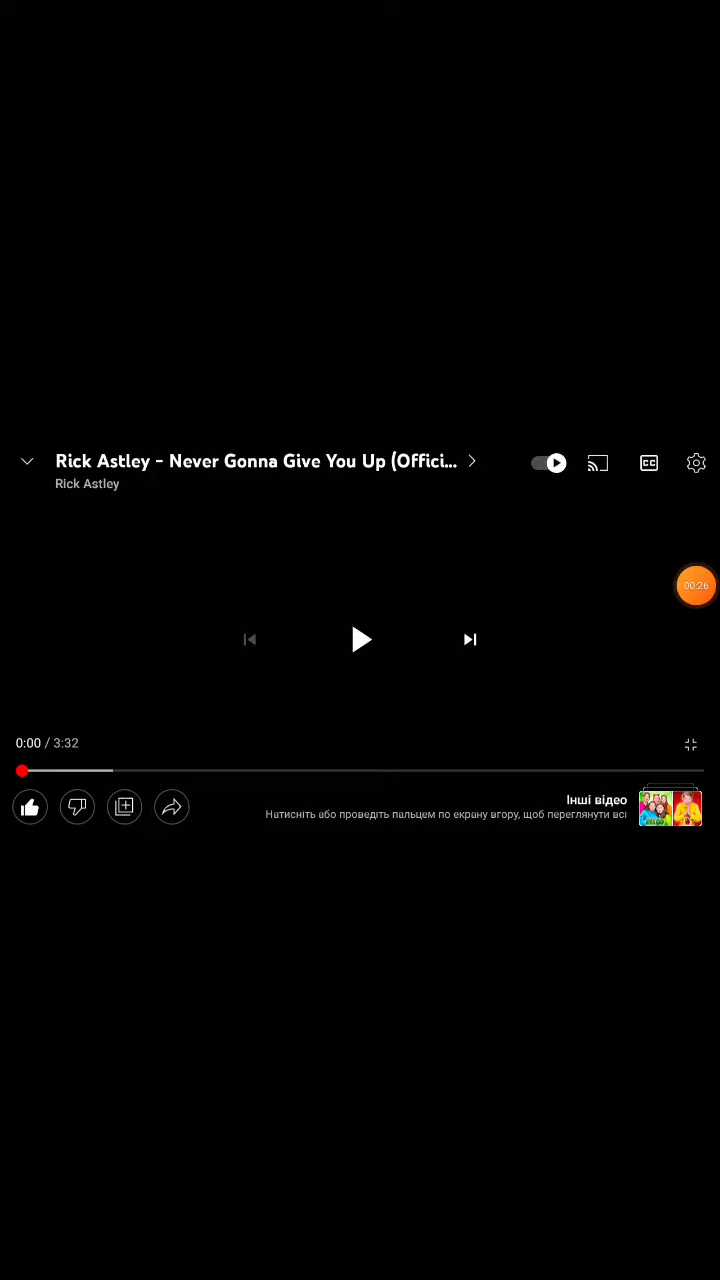 Rick Astley - Never Gonna Give You Up (Offici...
Rick Astley
CC
00:26
0:00 / 3:32
Інші відео
Натисніть або проведіть пальцем по екрану вгору, щоб переглянути всі